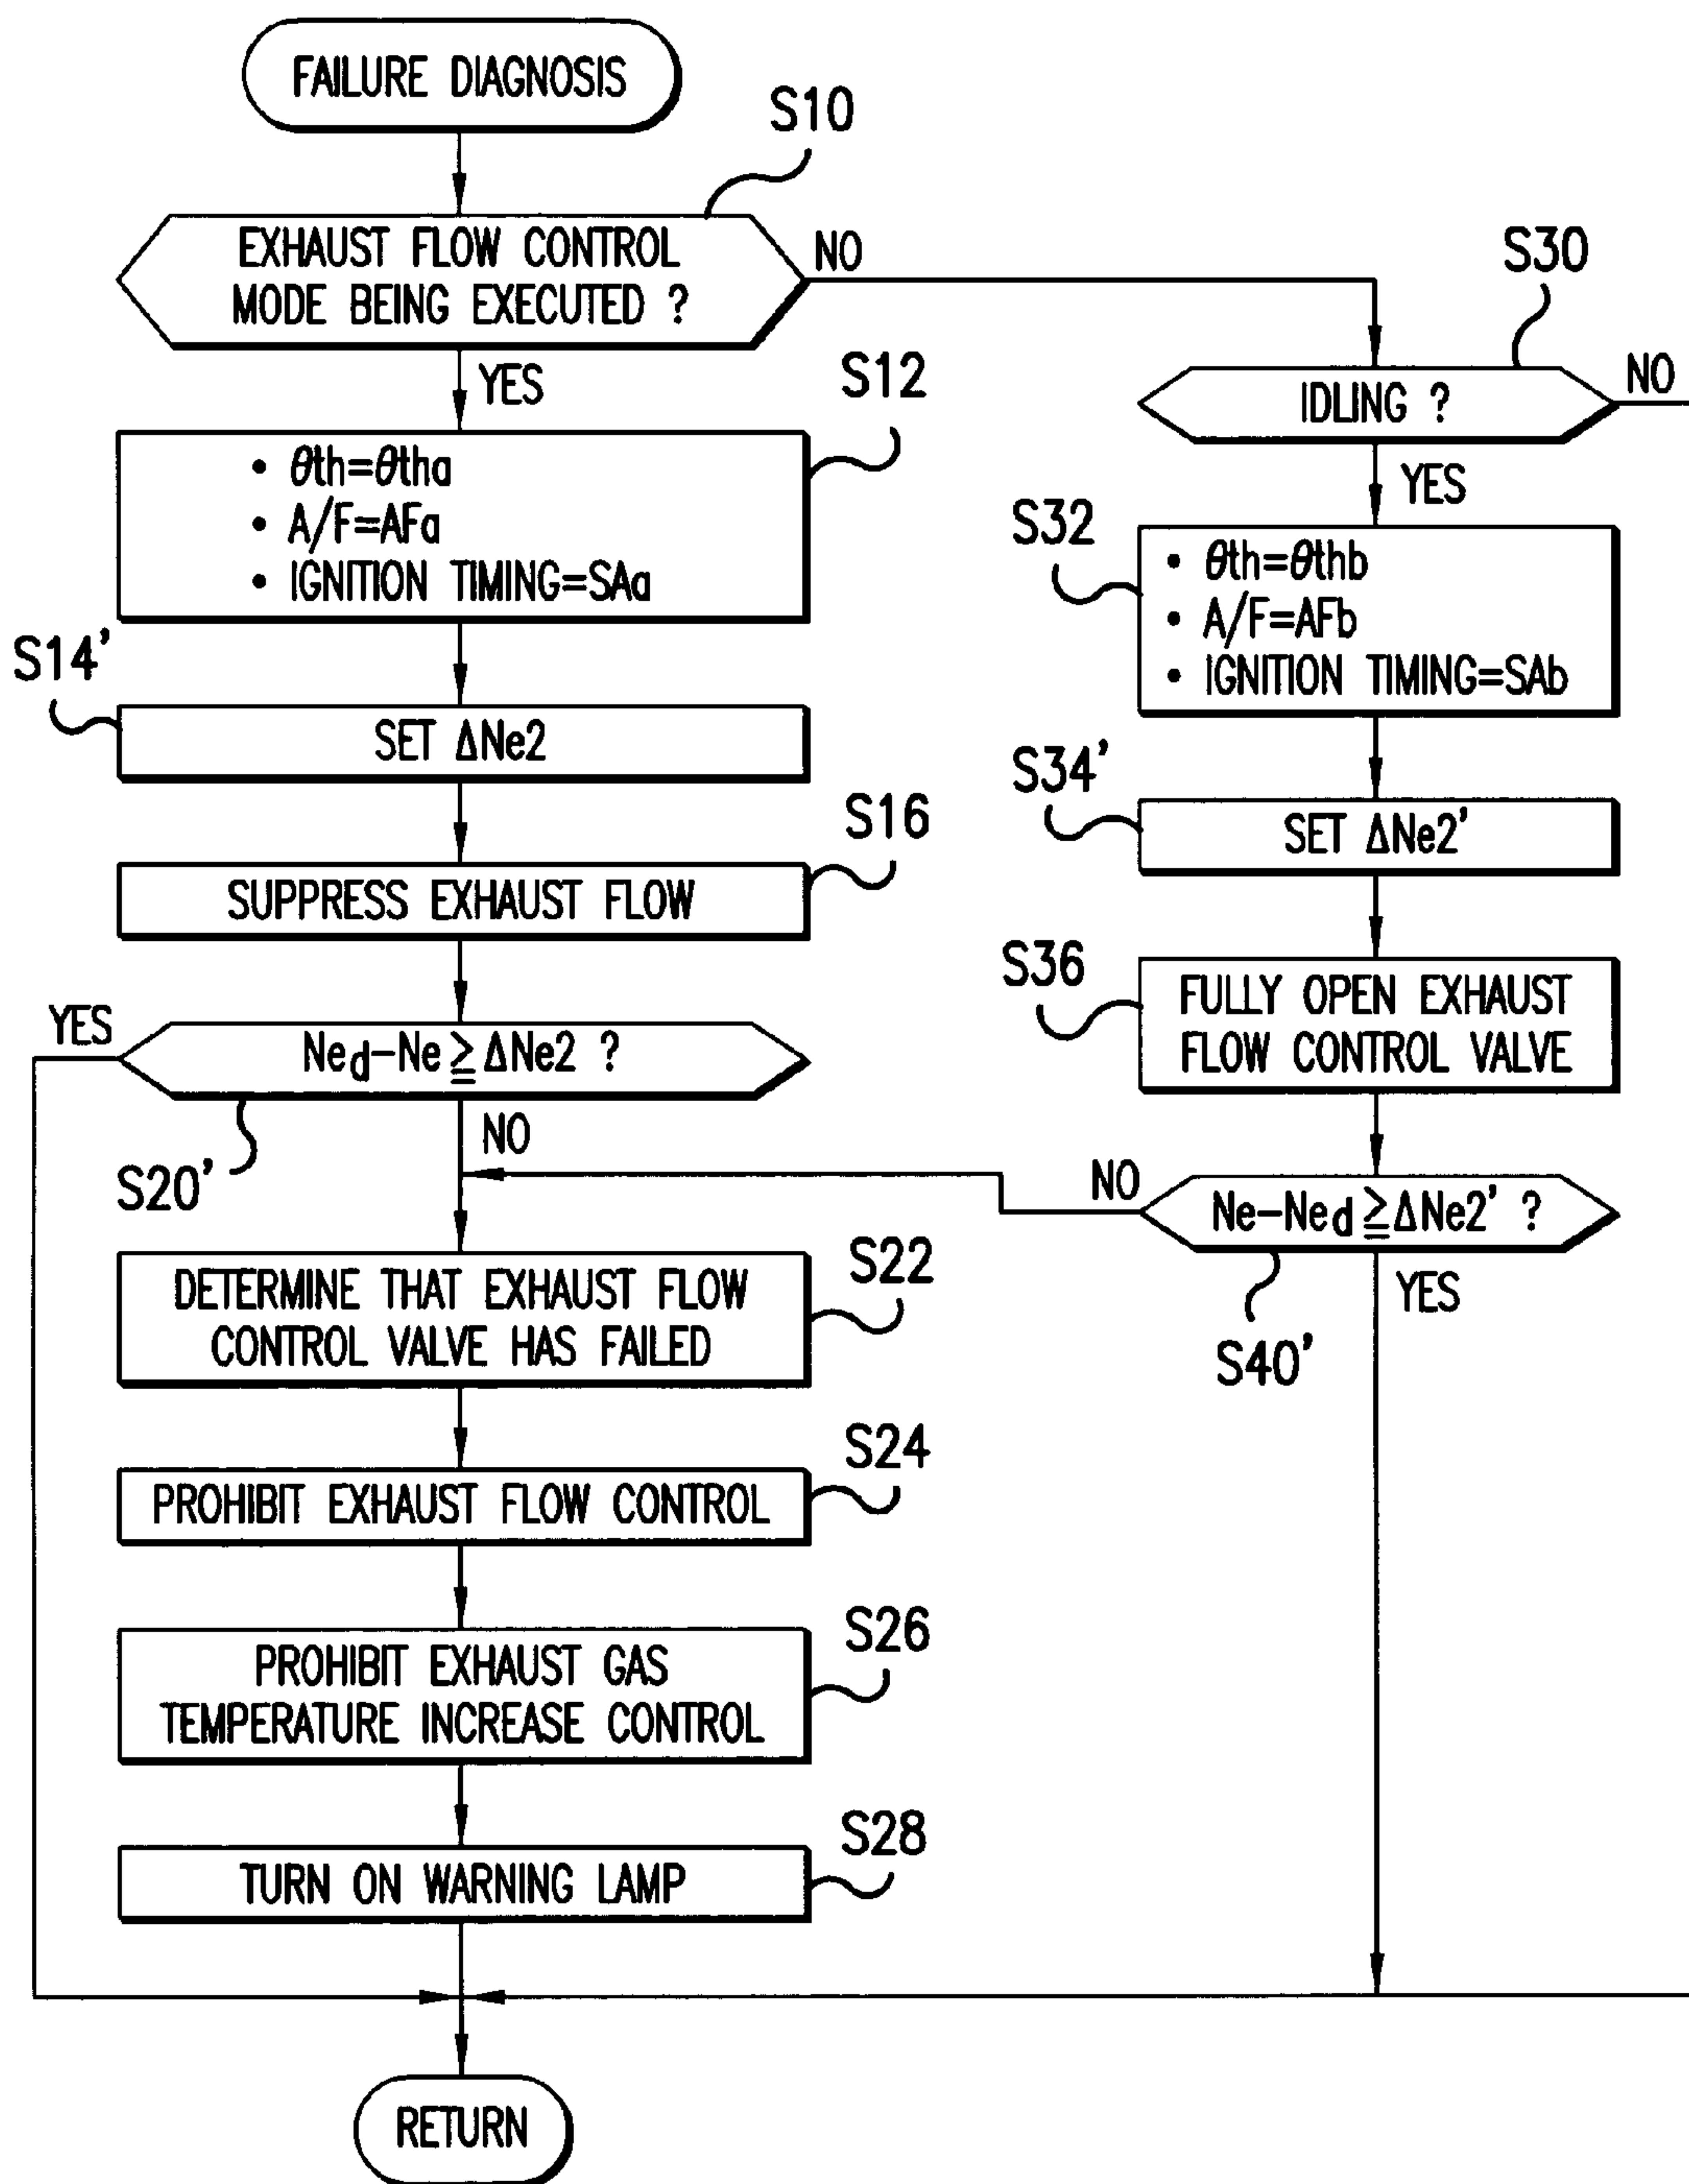 FAILURE DIAGNOSIS
S10
EXHAUST FLOW CONTROL
MODE BEING EXECUTED ?
NO
YES
S12
• θth=θtha
• A/F=AFa
• IGNITION TIMING=SAa
S14'
SET ΔNe2
S16
SUPPRESS EXHAUST FLOW
YES
Ned-Ne≧ΔNe2 ?
NO
S20'
S22
DETERMINE THAT EXHAUST FLOW
CONTROL VALVE HAS FAILED
S24
PROHIBIT EXHAUST FLOW CONTROL
S26
PROHIBIT EXHAUST GAS
TEMPERATURE INCREASE CONTROL
S28
TURN ON WARNING LAMP
RETURN
S30
IDLING ?
NO
YES
S32
• θth=θthb
• A/F=AFb
• IGNITION TIMING=SAb
S34'
SET ΔNe2'
S36
FULLY OPEN EXHAUST
FLOW CONTROL VALVE
NO
Ne-Ned≧ΔNe2' ?
YES
S40'